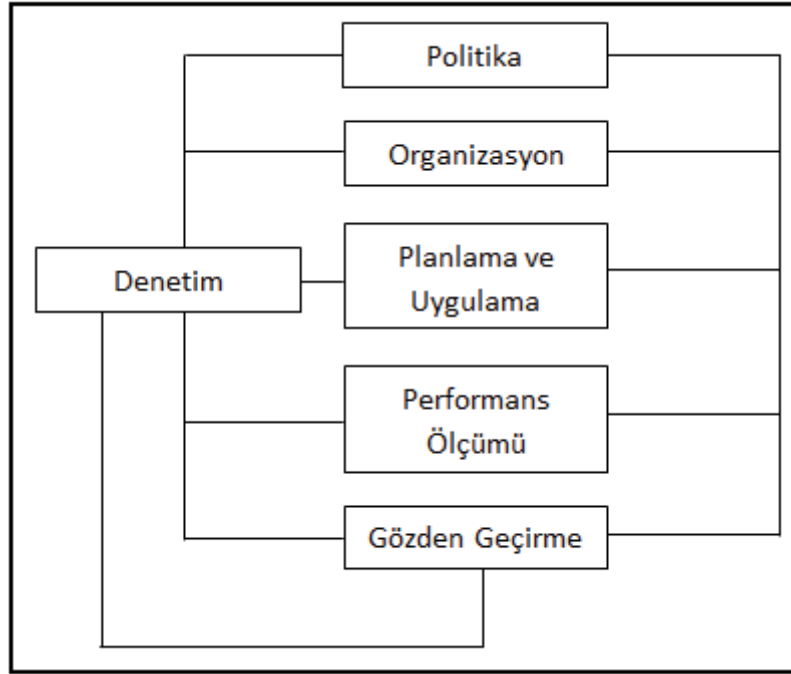 Politika
Organizasyon
Denetim
Planlama ve
Uygulama
Performans
Ölçümü
Gözden Geçirme